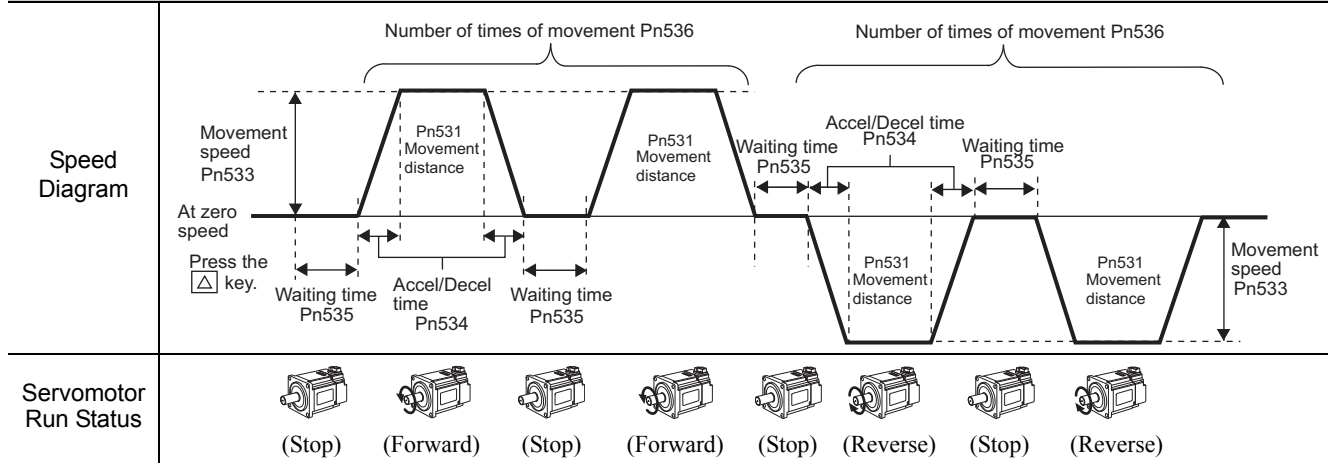 Speed
Diagram
Number of times of movement Pn536
Number of times of movement Pn536
Movement
speed
Pn533
Pn531
Movement
distance
Pn531
Movement
distance
Waiting time
Pn535
Accel/Decel time
Pn534
Waiting time
Pn535
At zero
speed
Press the
△ key.
Waiting time
Pn535
Accel/Decel
time
Pn534
Waiting time
Pn535
Pn531
Movement
distance
Pn531
Movement
distance
Movement
speed
Pn533
Servomotor
Run Status
(Stop) (Forward) (Stop) (Forward) (Stop) (Reverse) (Stop) (Reverse)